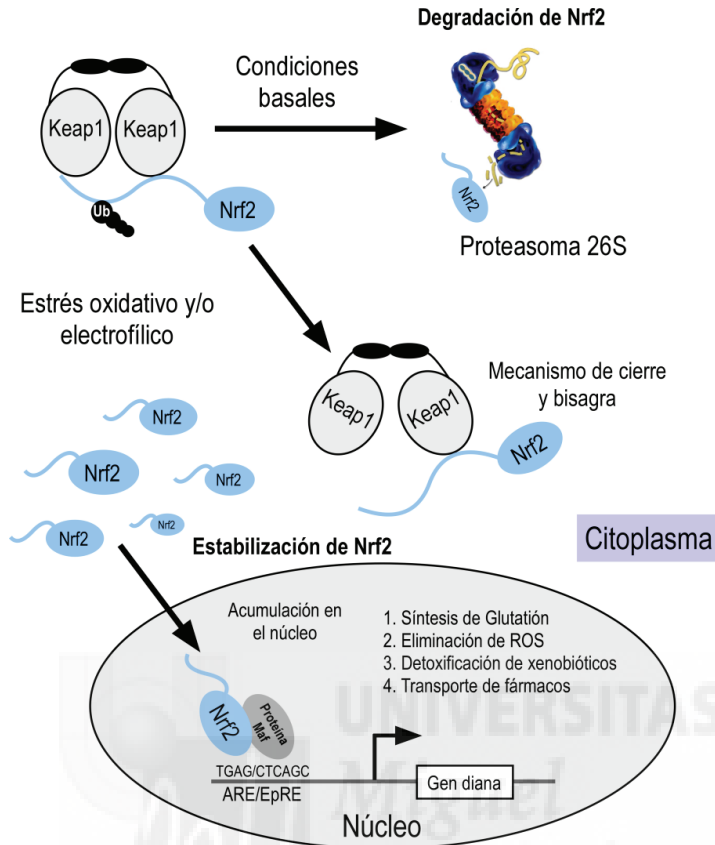 Degradación de Nrf2
Condiciones
basales
Keap1
Keap1
Ub
Nrf2
Nrf2
Proteasoma 26S
Estrés oxidativo y/o
electrofílico
Keap1
Keap1
Mecanismo de cierre
y bisagra
Nrf2
Nrf2
Nrf2
Nrf2
Nrf2
Nrf2
Estabilización de Nrf2
Citoplasma
Acumulación en
el núcleo
1. Síntesis de Glutatión
2. Eliminación de ROS
3. Detoxificación de xenobióticos
4. Transporte de fármacos
Nrf2
Proteína
Maf
TGAG/CTCAGC
ARE/EpRE
Gen diana
Núcleo
UNIVERSITAS
Miguel